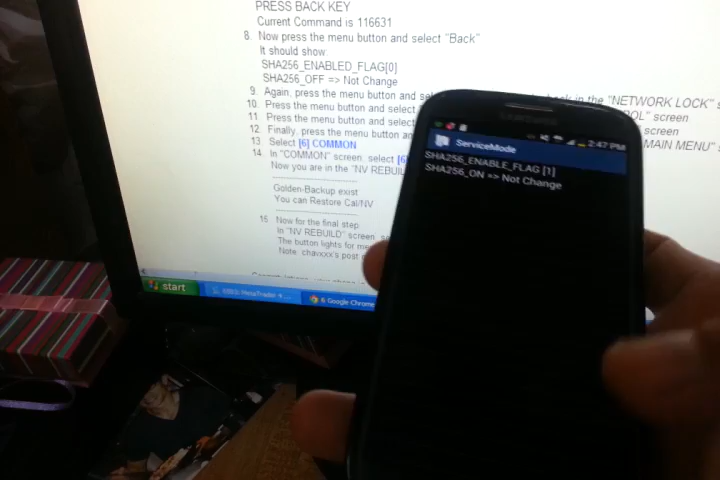 PRESS BACK KEY
Current Command is 116631
8. Now press the menu button and select "Back"
It should show
SHA256_ENABLED_FLAG[0]
SHA256_OFF => Not Change
9. Again, press the menu button and back in the "NETWORK LOCK"
10. Press the menu button and select screen
11 Press the menu button and select screen
12. Finally, press the menu button and MAIN MENU"
13 Select [6] COMMON
14 In "COMMON" screen, select [6]
Now you are in the "NV REBUIL
Golden-Backup exist
You can Restore Cal/NV
15 Now for the final step
In "NV REBUILD" screen,
The button lights for
Note: post
start
6 Google Chrome
SAMSUNG
2:47 PM
ServiceMode
SHA256_ENABLE_FLAG [1]
SHA256_ON => Not Change